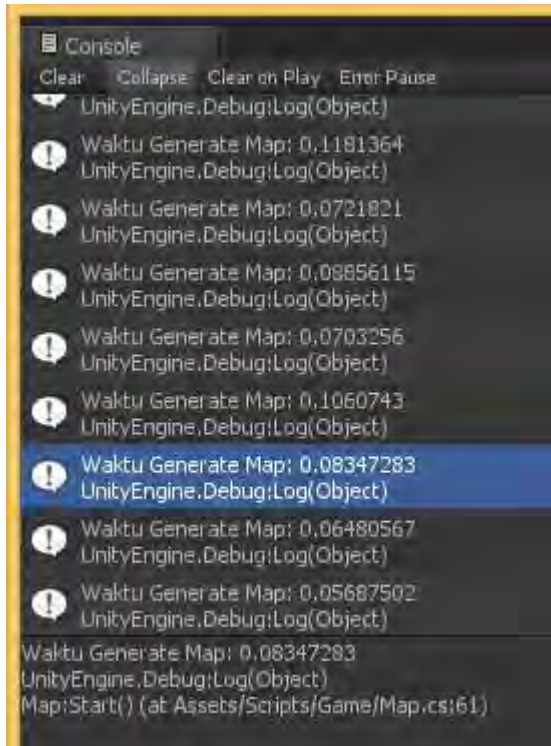 Console
Clear Collapse Clear on Play Error Pause
UnityEngine.Debug:Log(Object)
Waktu Generate Map: 0.1181364
UnityEngine.Debug:Log(Object)
Waktu Generate Map: 0.0721821
UnityEngine.Debug:Log(Object)
Waktu Generate Map: 0.08856115
UnityEngine.Debug:Log(Object)
Waktu Generate Map: 0.0703256
UnityEngine.Debug:Log(Object)
Waktu Generate Map: 0.1060743
UnityEngine.Debug:Log(Object)
Waktu Generate Map: 0.08347283
UnityEngine.Debug:Log(Object)
Waktu Generate Map: 0.06480567
UnityEngine.Debug:Log(Object)
Waktu Generate Map: 0.05687502
UnityEngine.Debug:Log(Object)
Waktu Generate Map: 0.08347283
UnityEngine.Debug:Log(Object)
Map:Start() (at Assets/Scripts/Game/Map.cs:61)